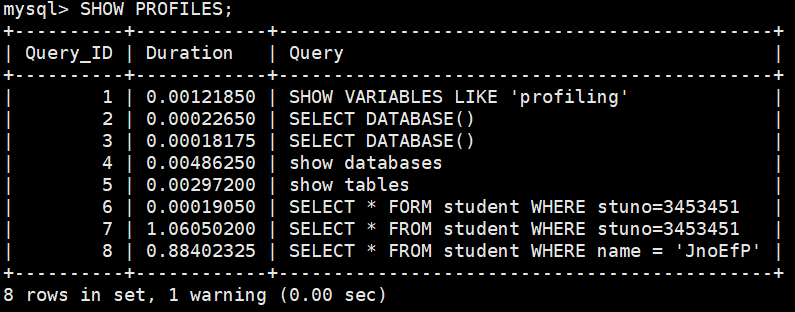 mysql> SHOW PROFILES;
+----------+------------+-----------------------------------------------+
| Query_ID | Duration   | Query                                         |
+----------+------------+-----------------------------------------------+
|        1 | 0.00121850 | SHOW VARIABLES LIKE 'profiling'               |
|        2 | 0.00022650 | SELECT DATABASE()                             |
|        3 | 0.00018175 | SELECT DATABASE()                             |
|        4 | 0.00486250 | show databases                                |
|        5 | 0.00297200 | show tables                                   |
|        6 | 0.00019050 | SELECT * FORM student WHERE stuno=3453451     |
|        7 | 1.06050200 | SELECT * FROM student WHERE stuno=3453451     |
|        8 | 0.88402325 | SELECT * FROM student WHERE name = 'JnoEfP' |
+----------+------------+-----------------------------------------------+
8 rows in set, 1 warning (0.00 sec)